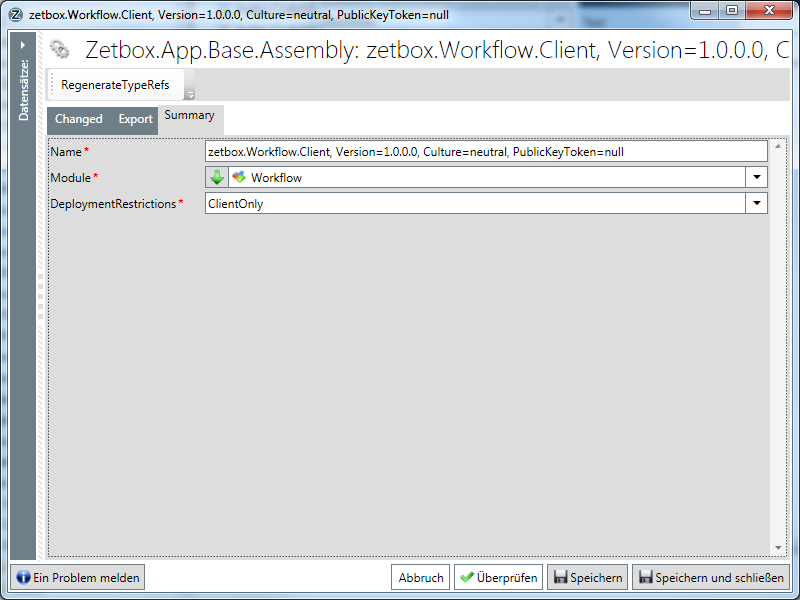 zetbox.Workflow.Client, Version=1.0.0.0, Culture=neutral, PublicKeyToken=null
Datensätze:
Zetbox.App.Base.Assembly: zetbox.Workflow.Client, Version=1.0.0.0, C
RegenerateTypeRefs
Changed Export Summary
Name* zetbox.Workflow.Client, Version=1.0.0.0, Culture=neutral, PublicKeyToken=null
Module* Workflow
DeploymentRestrictions* ClientOnly
Ein Problem melden Abbruch Überprüfen Speichern Speichern und schließen